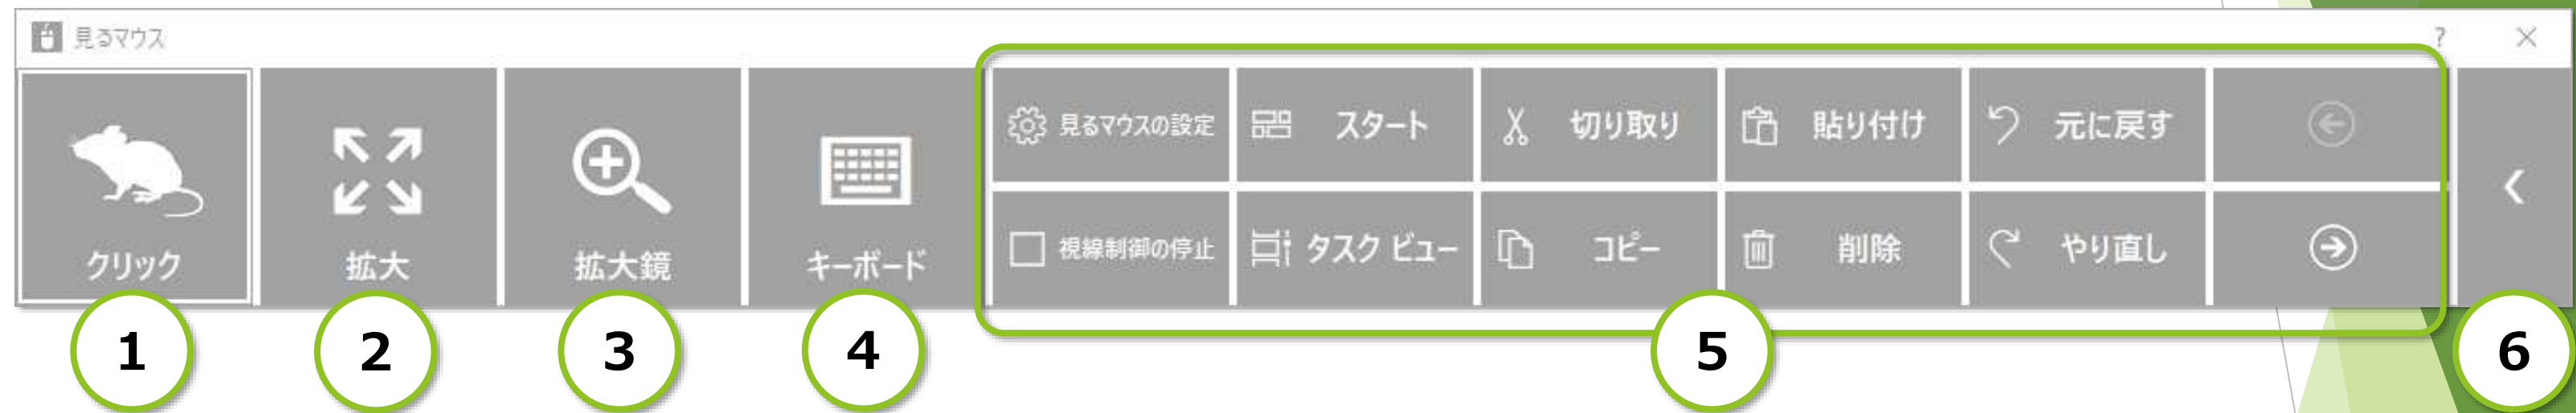 見るマウス
?
クリック
拡大
拡大鏡
キーボード
見るマウスの設定
スタート
切り取り
貼り付け
元に戻す
視線制御の停止
タスク ビュー
コピー
削除
やり直し
1
2
3
4
5
6